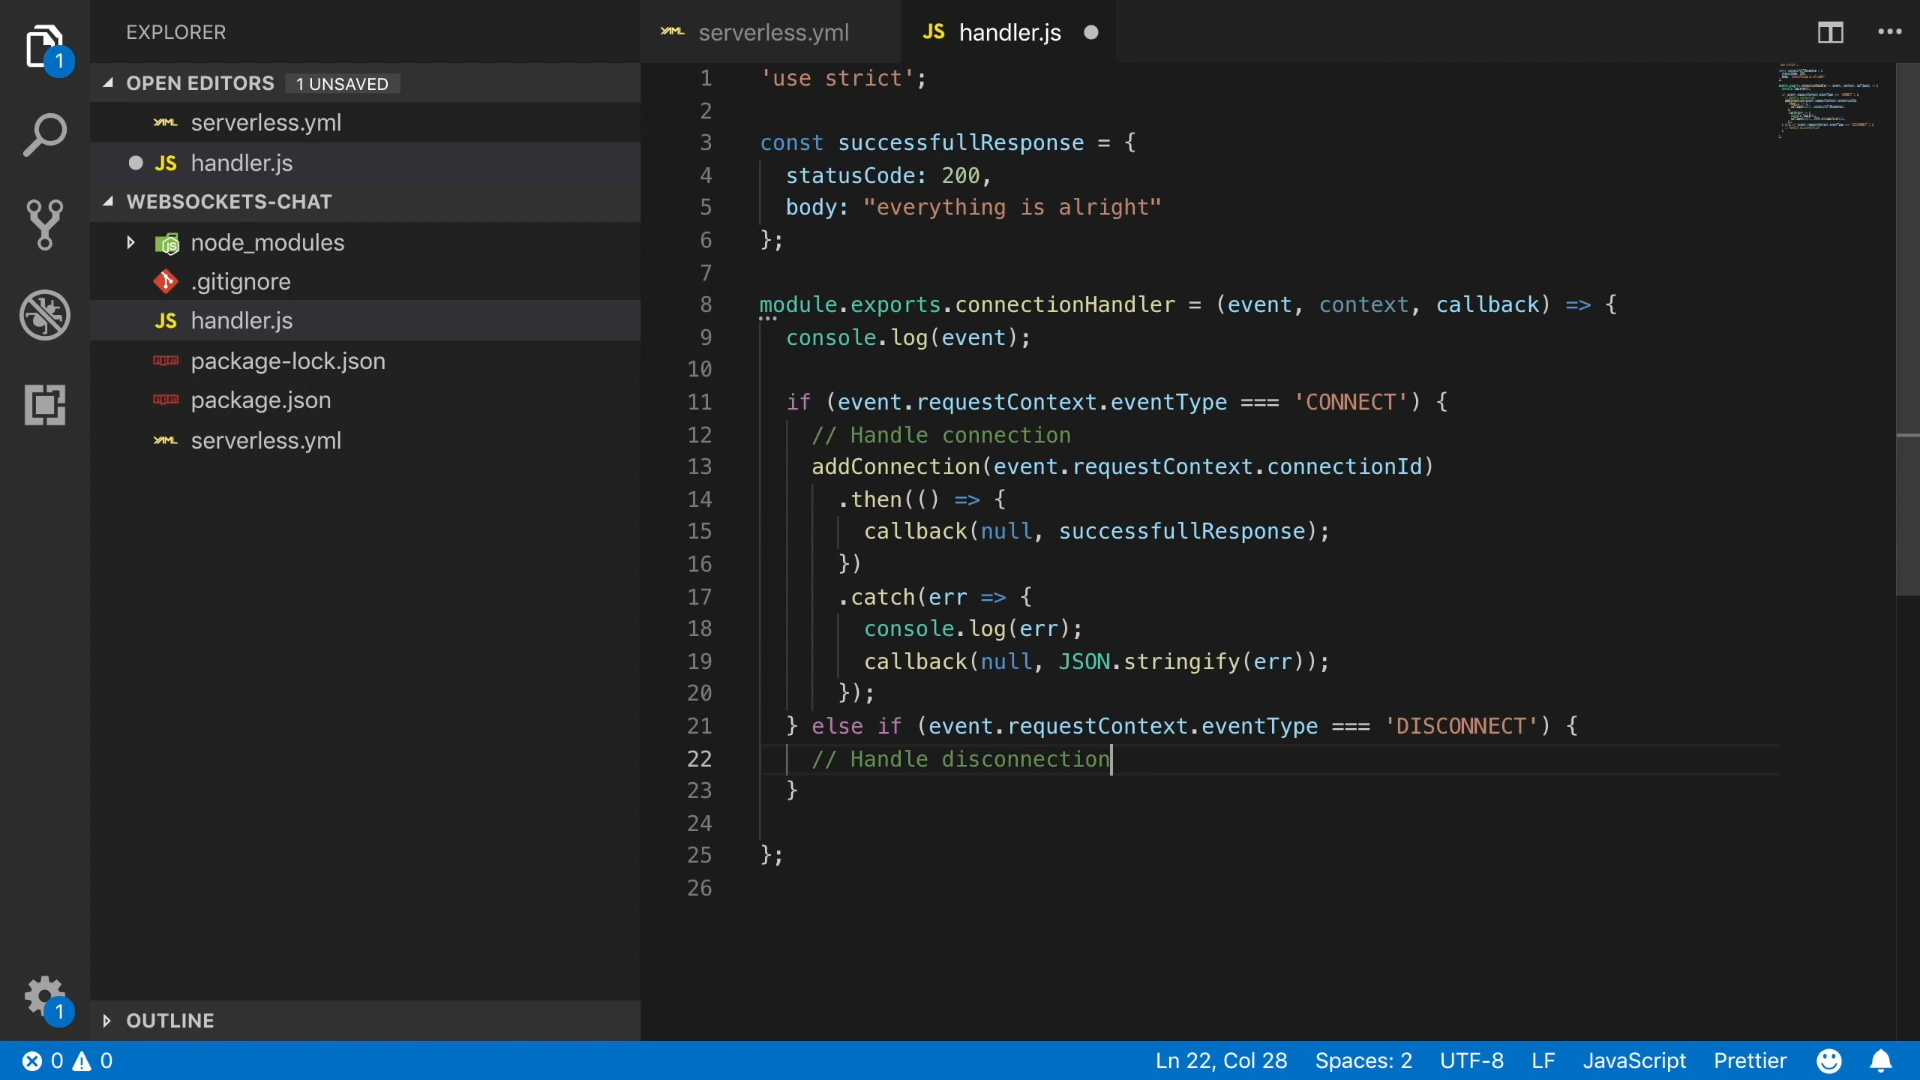 EXPLORER
OPEN EDITORS 1 UNSAVED
serverless.yml
JS handler.js
WEBSOCKETS-CHAT
node_modules
.gitignore
JS handler.js
package-lock.json
package.json
serverless.yml
OUTLINE
YAML serverless.yml JS handler.js
1 'use strict';
2
3 const successfullResponse = {
4 statusCode: 200,
5 body: "everything is alright"
6 };
7
8 module.exports.connectionHandler = (event, context, callback) => {
9 console.log(event);
10
11 if (event.requestContext.eventType === 'CONNECT') {
12 // Handle connection
13 addConnection(event.requestContext.connectionId)
14 .then(() => {
15 callback(null, successfullResponse);
16 })
17 .catch(err => {
18 console.log(err);
19 callback(null, JSON.stringify(err));
20 });
21 } else if (event.requestContext.eventType === 'DISCONNECT') {
22 // Handle disconnection
23 }
24
25 };
26
1
1
0 0 Ln 22, Col 28 Spaces: 2 UTF-8 LF JavaScript Prettier